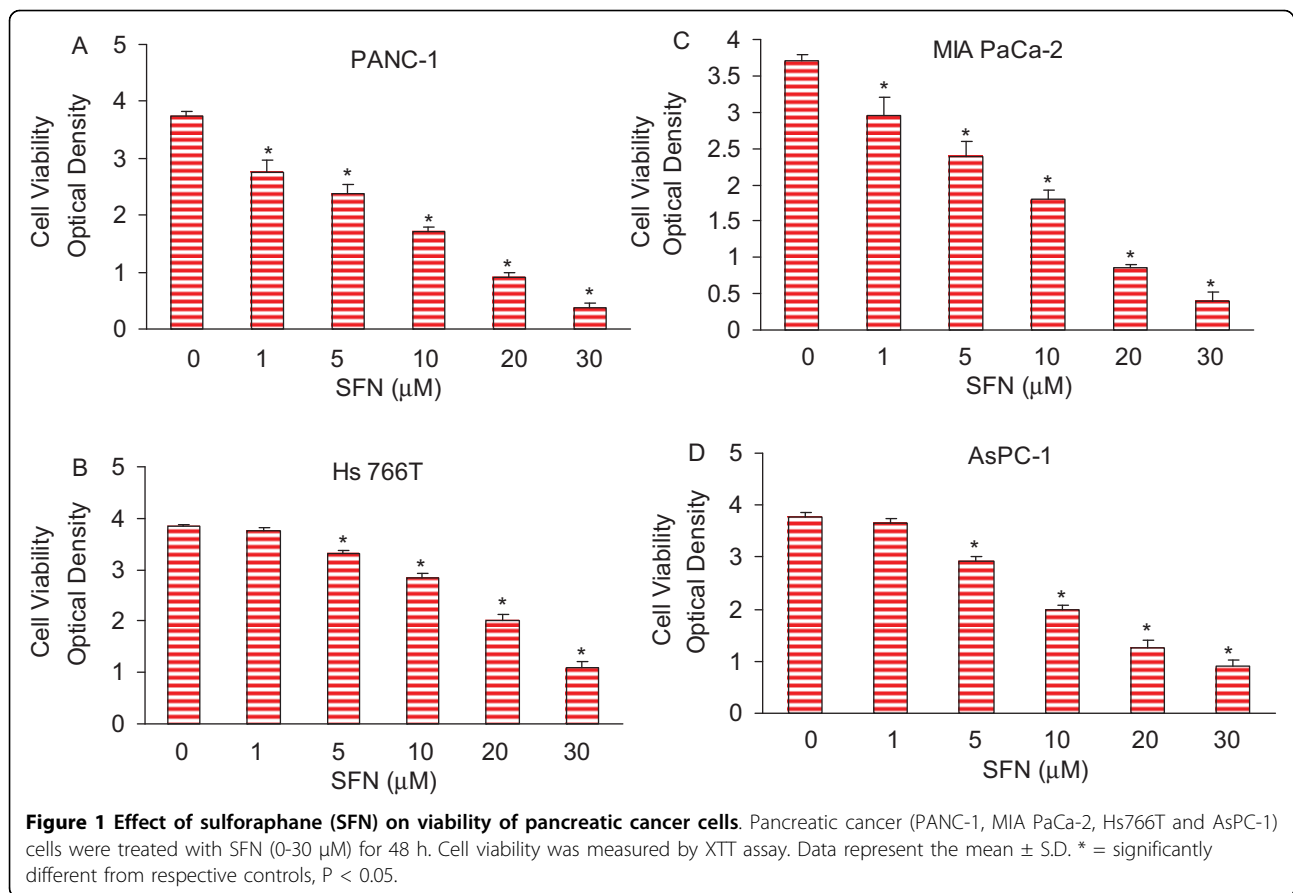 A
PANC-1
Cell Viability
Optical Density
5
4
3
2
1
0
* * * * *
0 1 5 10 20 30
SFN (μM)
C
MIA PaCa-2
Cell Viability
Optical Density
4
3.5
3
2.5
2
1.5
1
0.5
0
* * * * *
0 1 5 10 20 30
SFN (μM)
B
Hs 766T
Cell Viability
Optical Density
5
4
3
2
1
0
* * * *
0 1 5 10 20 30
SFN (μM)
D
AsPC-1
Cell Viability
Optical Density
5
4
3
2
1
0
* * * *
0 1 5 10 20 30
SFN (μM)
Figure 1 Effect of sulforaphane (SFN) on viability of pancreatic cancer cells. Pancreatic cancer (PANC-1, MIA PaCa-2, Hs766T and AsPC-1)
cells were treated with SFN (0-30 μM) for 48 h. Cell viability was measured by XTT assay. Data represent the mean ± S.D. * = significantly
different from respective controls, P < 0.05.